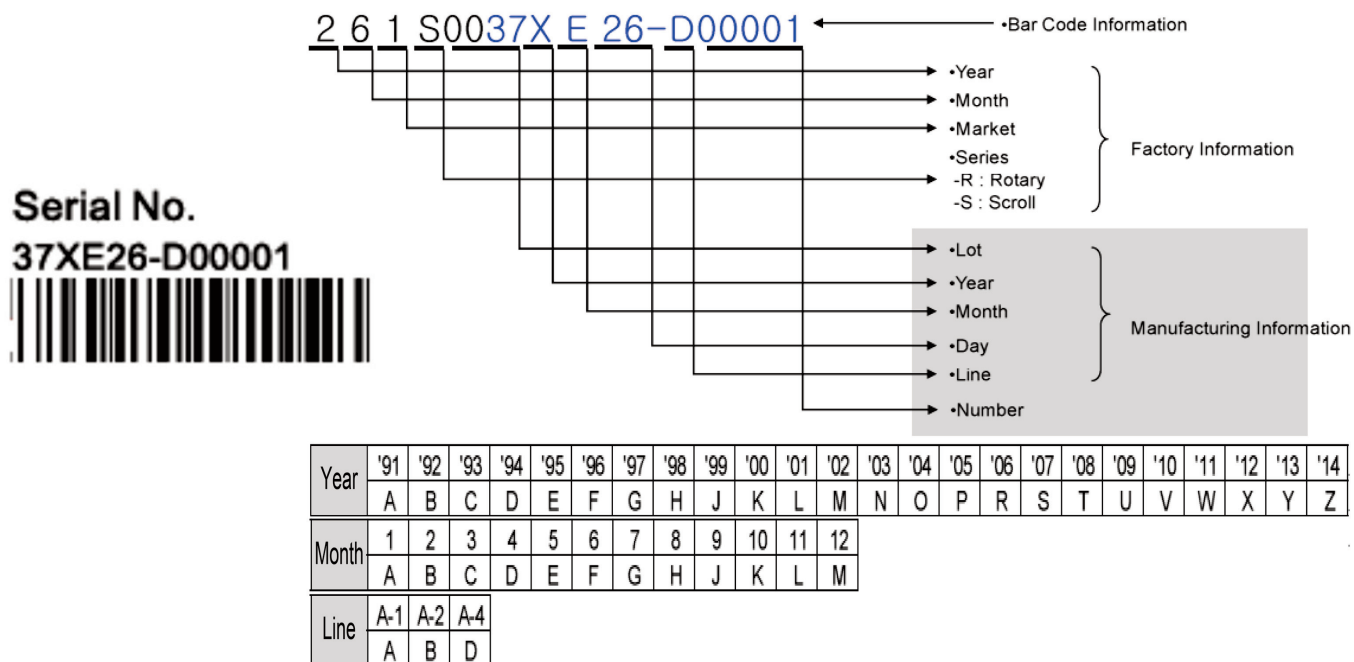 2 6 1 S0037X E 26-D00001
•Bar Code Information
•Year
•Month
•Market
•Series
-R : Rotary
-S : Scroll
Factory Information
Serial No.
37XE26-D00001
•Lot
•Year
•Month
•Day
•Line
•Number
Manufacturing Information
Year '91 '92 '93 '94 '95 '96 '97 '98 '99 '00 '01 '02 '03 '04 '05 '06 '07 '08 '09 '10 '11 '12 '13 '14
A B C D E F G H J K L M N O P R S T U V W X Y Z
Month 1 2 3 4 5 6 7 8 9 10 11 12
A B C D E F G H J K L M
Line A-1 A-2 A-4
A B D